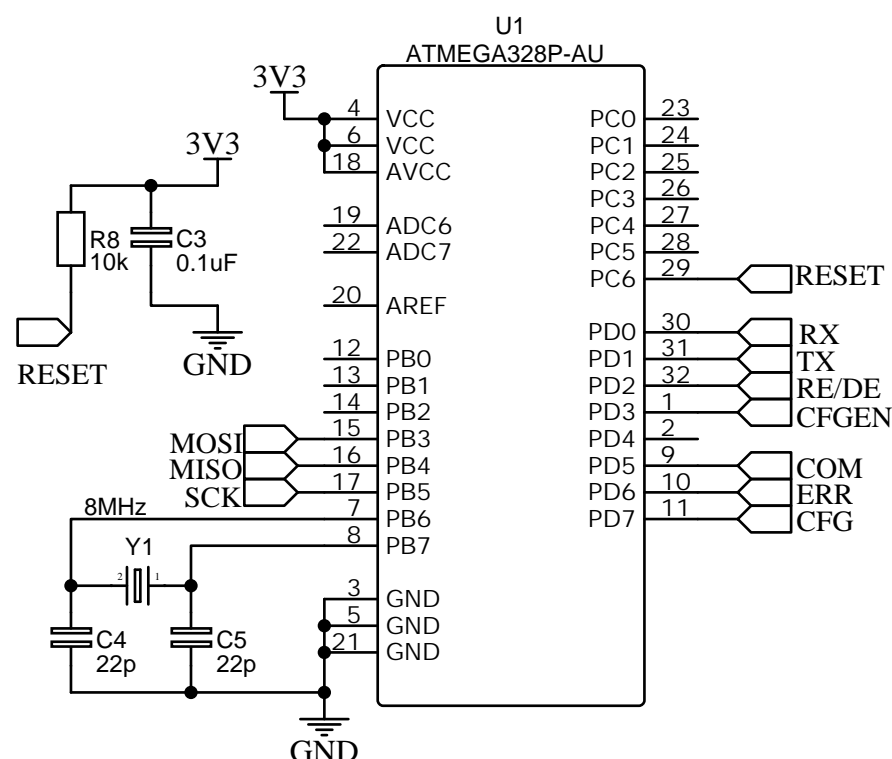 U1
ATMEGA328P-AU
3V3
3V3
R8
10k
C3
0.1uF
GND
RESET
4 VCC
6 VCC
18 AVCC
19 ADC6
22 ADC7
20 AREF
12 PB0
13 PB1
14 PB2
MOSI 15 PB3
MISO 16 PB4
SCK 17 PB5
8MHz 7 PB6
8 PB7
Y1
2 1
C4
22p
C5
22p
3 GND
5 GND
21 GND
GND
PC0 23
PC1 24
PC2 25
PC3 26
PC4 27
PC5 28
PC6 29 RESET
PD0 30 RX
PD1 31 TX
PD2 32 RE/DE
PD3 1 CFGEN
PD4 2
PD5 9 COM
PD6 10 ERR
PD7 11 CFG